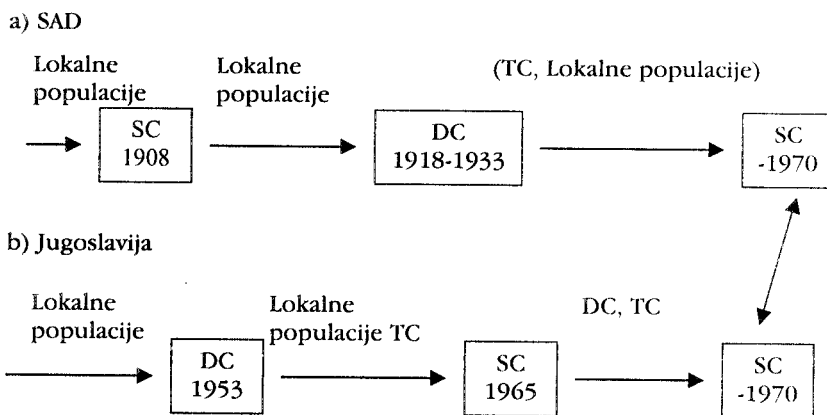 a) SAD
Lokalne
populacije
Lokalne
populacije
(TC, Lokalne populacije)
SC
1908
DC
1918-1933
SC
-1970
b) Jugoslavija
Lokalne
populacije
Lokalne
populacije TC
DC, TC
DC
1953
SC
1965
SC
-1970